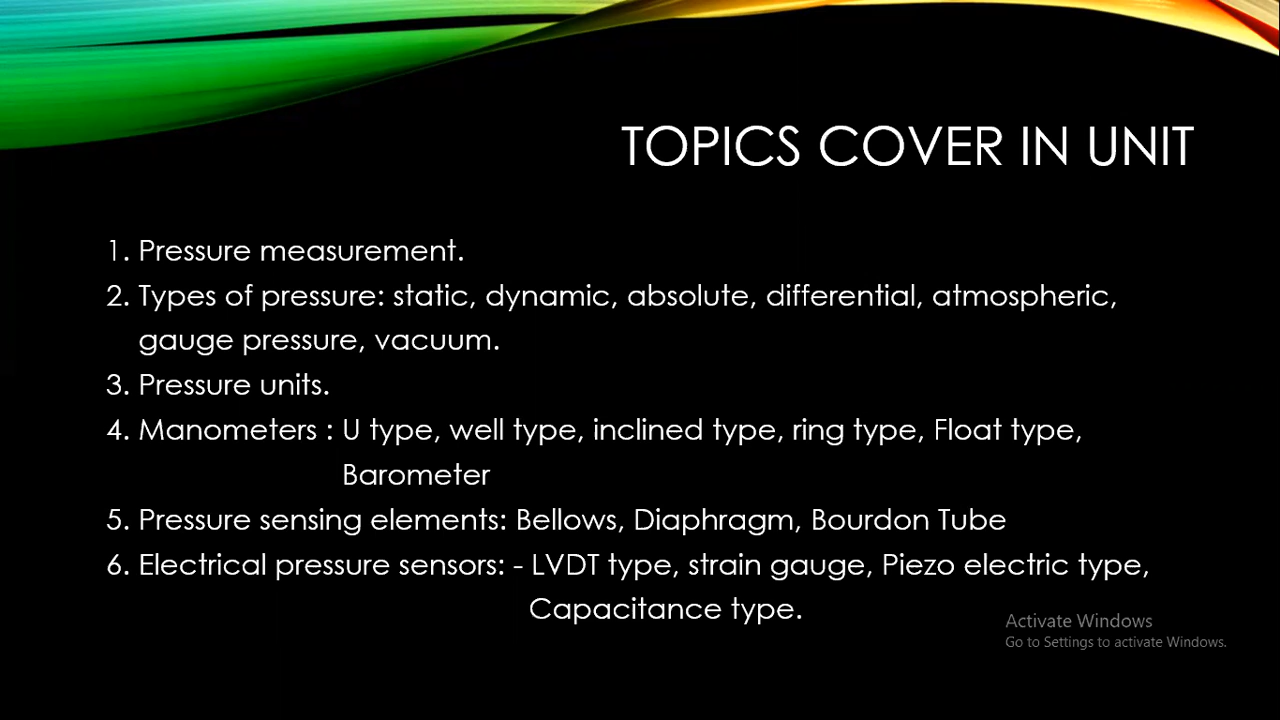 TOPICS COVER IN UNIT
1. Pressure measurement.
2. Types of pressure: static, dynamic, absolute, differential, atmospheric,
gauge pressure, vacuum.
3. Pressure units.
4. Manometers : U type, well type, inclined type, ring type, Float type,
Barometer
5. Pressure sensing elements: Bellows, Diaphragm, Bourdon Tube
6. Electrical pressure sensors: - LVDT type, strain gauge, Piezo electric type,
Capacitance type.
Activate Windows
Go to Settings to activate Windows.